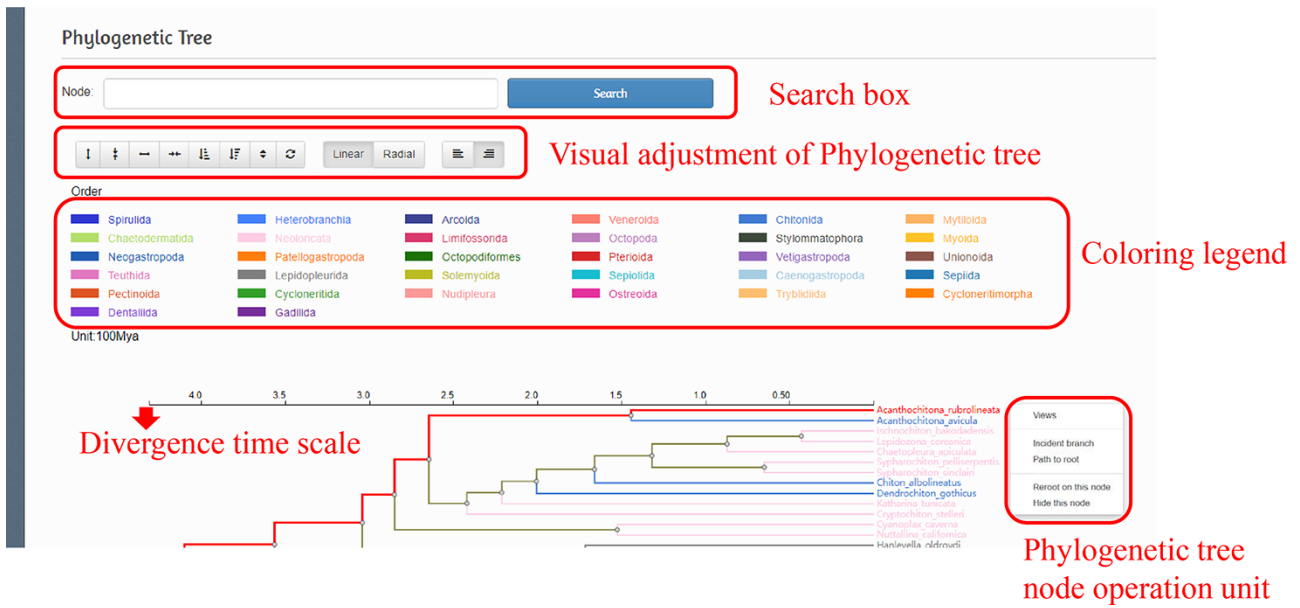 Phylogenetic Tree
Node:
Search
Search box
Linear Radial
Visual adjustment of Phylogenetic tree
Order
Spirulida Heterobranchia Arcoida Veneroida Chitonida Mytiloida
Chaetodermatida Neoloricata Limifossorida Octopoda Stylommatophora Myoida
Neogastropoda Patellogastropoda Octopodiformes Pterioida Vetigastropoda Unionoida
Teuthida Lepidopleurida Solemyoida Sepiolida Caenogastropoda Sepiida
Pectinoida Cycloneritida Nudipleura Ostreoida Tryblidiida Cycloneritimorpha
Dentaliida Gadilida
Coloring legend
Unit:100Mya
4.0 3.5 3.0 2.5 2.0 1.5 1.0 0.50
Divergence time scale
Acanthochitona_rubrolineata
Acanthochitona_avicula
Ischnochiton_hakodadensis
Lepidozona_coreanica
Chaetopleura_apiculata
Sypharochiton_pelliserpentis
Sypharochiton_sinclairi
Chiton_albolineatus
Dendrochiton_gothicus
Katharina_tunicata
Cryptochiton_stelleri
Cyanoplax_caverna
Nuttallina_californica
Hanleyella_oldroydi
Views
Incident branch
Path to root
Reroot on this node
Hide this node
Phylogenetic tree
node operation unit